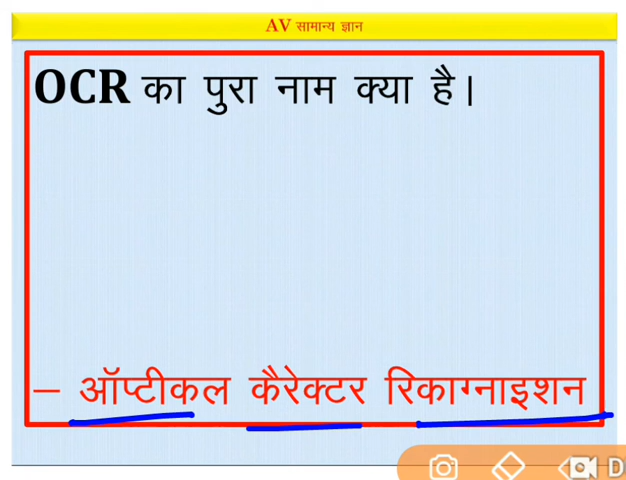 AV सामान्य ज्ञान
OCR का पुरा नाम क्या है।
– ऑप्टीकल कैरेक्टर रिकाग्नाइशन
D